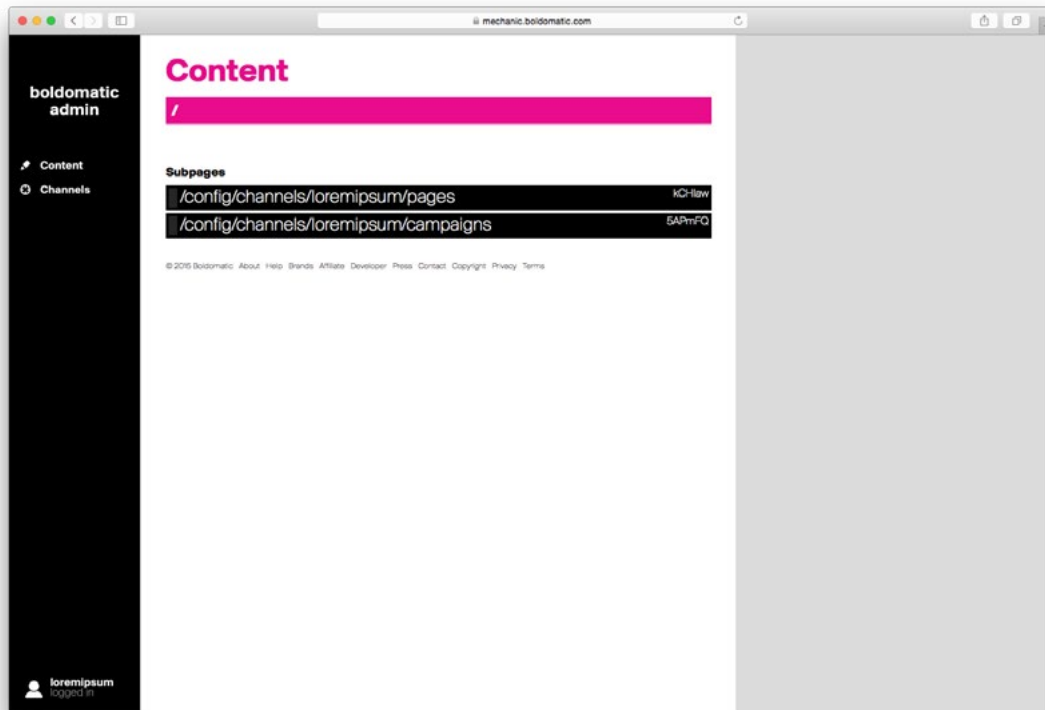 mechanic.boldomatic.com
boldomatic
admin
Content
Channels
loremipsum
logged in
Content
/
Subpages
/config/channels/loremipsum/pages kCHlaw
/config/channels/loremipsum/campaigns 5APmFQ
© 2015 Boldomatic About Help Brands Affiliate Developer Press Contact Copyright Privacy Terms